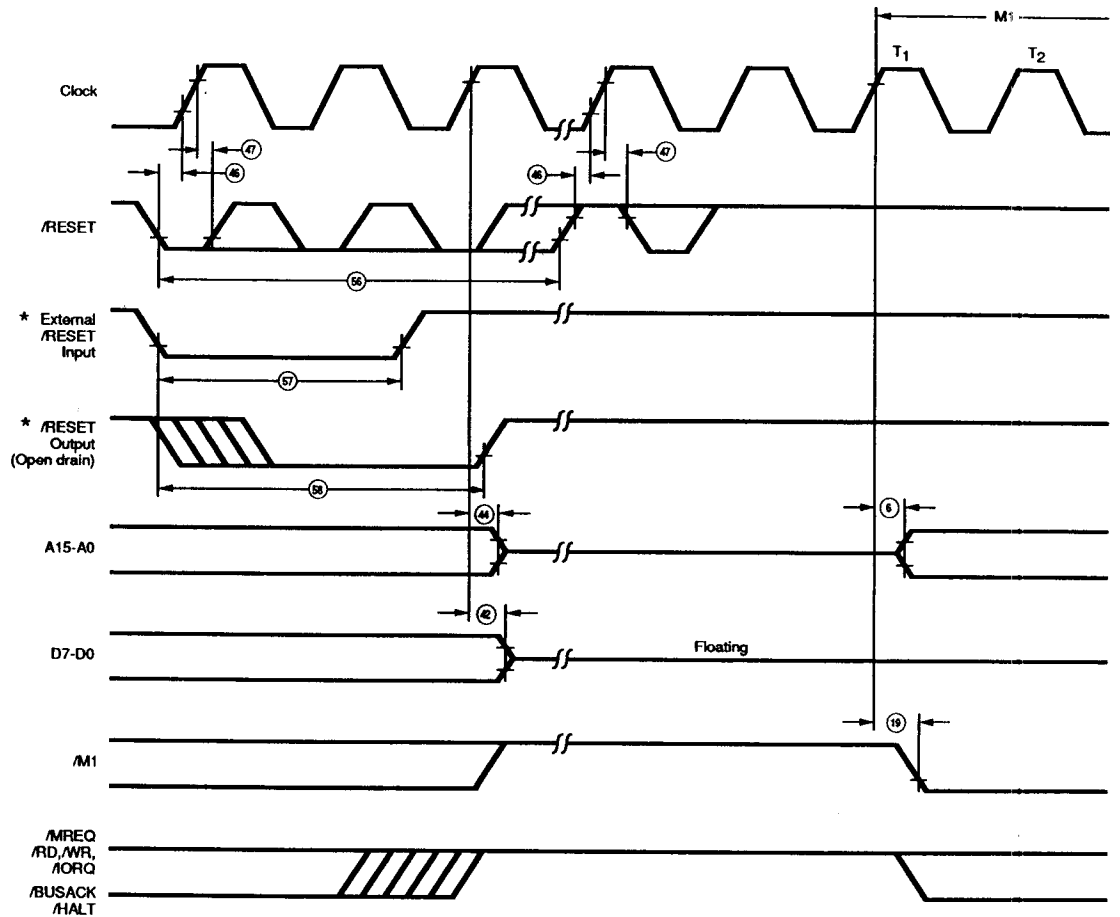 M1
T1 T2
Clock
47
46
46
47
/RESET
56
* External
/RESET
Input
57
* /RESET
Output
(Open drain)
58
44
6
A15-A0
42
D7-D0
Floating
19
/M1
/MREQ
/RD,/WR,
/IORQ
/BUSACK
/HALT